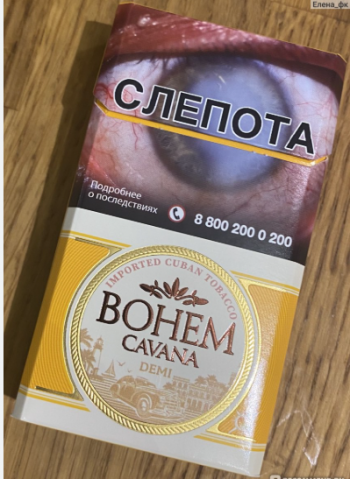 Елена_фк
СЛЕПОТА
Подробнее
о последствиях
8 800 200 0 200
IMPORTED CUBAN TOBACCO
BOHEM
CAVANA
DEMI